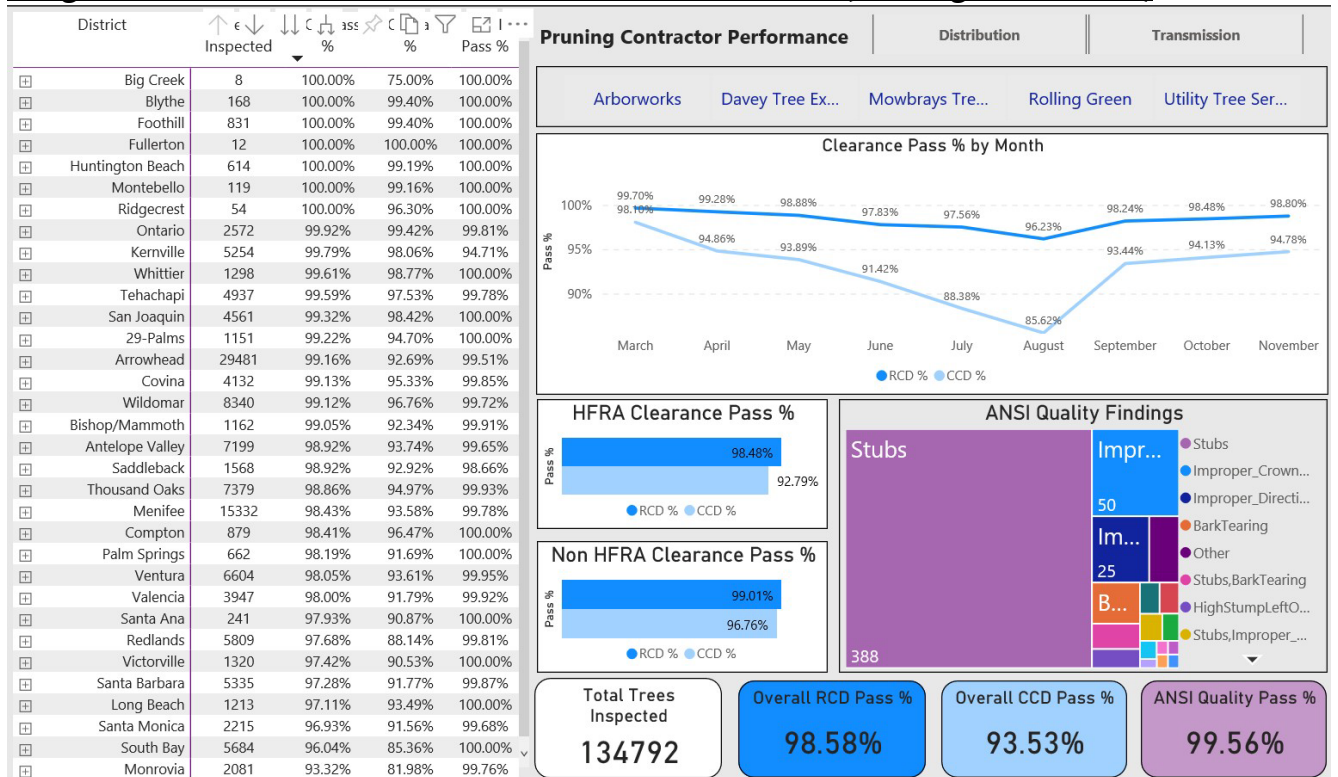 District
Inspected % % Pass %
Big Creek 8 100.00% 75.00% 100.00%
Blythe 168 100.00% 99.40% 100.00%
Foothill 831 100.00% 99.40% 100.00%
Fullerton 12 100.00% 100.00% 100.00%
Huntington Beach 614 100.00% 99.19% 100.00%
Montebello 119 100.00% 99.16% 100.00%
Ridgecrest 54 100.00% 96.30% 100.00%
Ontario 2572 99.92% 99.42% 99.81%
Kernville 5254 99.79% 98.06% 94.71%
Whittier 1298 99.61% 98.77% 100.00%
Tehachapi 4937 99.59% 97.53% 99.78%
San Joaquin 4561 99.32% 98.42% 100.00%
29-Palms 1151 99.22% 94.70% 100.00%
Arrowhead 29481 99.16% 92.69% 99.51%
Covina 4132 99.13% 95.33% 99.85%
Wildomar 8340 99.12% 96.76% 99.72%
Bishop/Mammoth 1162 99.05% 92.34% 99.91%
Antelope Valley 7199 98.92% 93.74% 99.65%
Saddleback 1568 98.92% 92.92% 98.66%
Thousand Oaks 7379 98.86% 94.97% 99.93%
Menifee 15332 98.43% 93.58% 99.78%
Compton 879 98.41% 96.47% 100.00%
Palm Springs 662 98.19% 91.69% 100.00%
Ventura 6604 98.05% 93.61% 99.95%
Valencia 3947 98.00% 91.79% 99.92%
Santa Ana 241 97.93% 90.87% 100.00%
Redlands 5809 97.68% 88.14% 99.81%
Victorville 1320 97.42% 90.53% 100.00%
Santa Barbara 5335 97.28% 91.77% 99.87%
Long Beach 1213 97.11% 93.49% 100.00%
Santa Monica 2215 96.93% 91.56% 99.68%
South Bay 5684 96.04% 85.36% 100.00%
Monrovia 2081 93.32% 81.98% 99.76%
Pruning Contractor Performance
Distribution
Transmission
Arborworks
Davey Tree Ex...
Mowbrays Tre...
Rolling Green
Utility Tree Ser...
Clearance Pass % by Month
Pass %
100%
95%
90%
99.70% 99.28% 98.88% 97.83% 97.56% 96.23% 98.24% 98.48% 98.80%
98.10% 94.86% 93.89% 91.42% 88.38% 85.62% 93.44% 94.13% 94.78%
March April May June July August September October November
RCD % CCD %
HFRA Clearance Pass %
Pass %
98.48%
92.79%
RCD % CCD %
Non HFRA Clearance Pass %
Pass %
99.01%
96.76%
RCD % CCD %
ANSI Quality Findings
Stubs
388
Impr...
50
Im...
25
B...
Stubs
Improper_Crown...
Improper_Directi...
BarkTearing
Other
Stubs,BarkTearing
HighStumpLeftO...
Stubs,Improper_...
Total Trees
Inspected
134792
Overall RCD Pass %
98.58%
Overall CCD Pass %
93.53%
ANSI Quality Pass %
99.56%